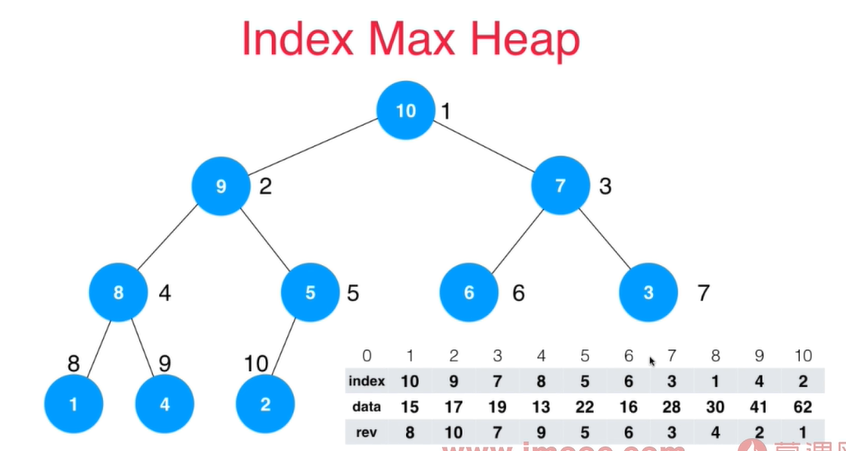 Index Max Heap
10 1
9 2 7 3
8 4 5 5 6 6 3 7
8 9 10
1 4 2
0 1 2 3 4 5 6 7 8 9 10
index 10 9 7 8 5 6 3 1 4 2
data 15 17 19 13 22 16 28 30 41 62
rev 8 10 7 9 5 6 3 4 2 1